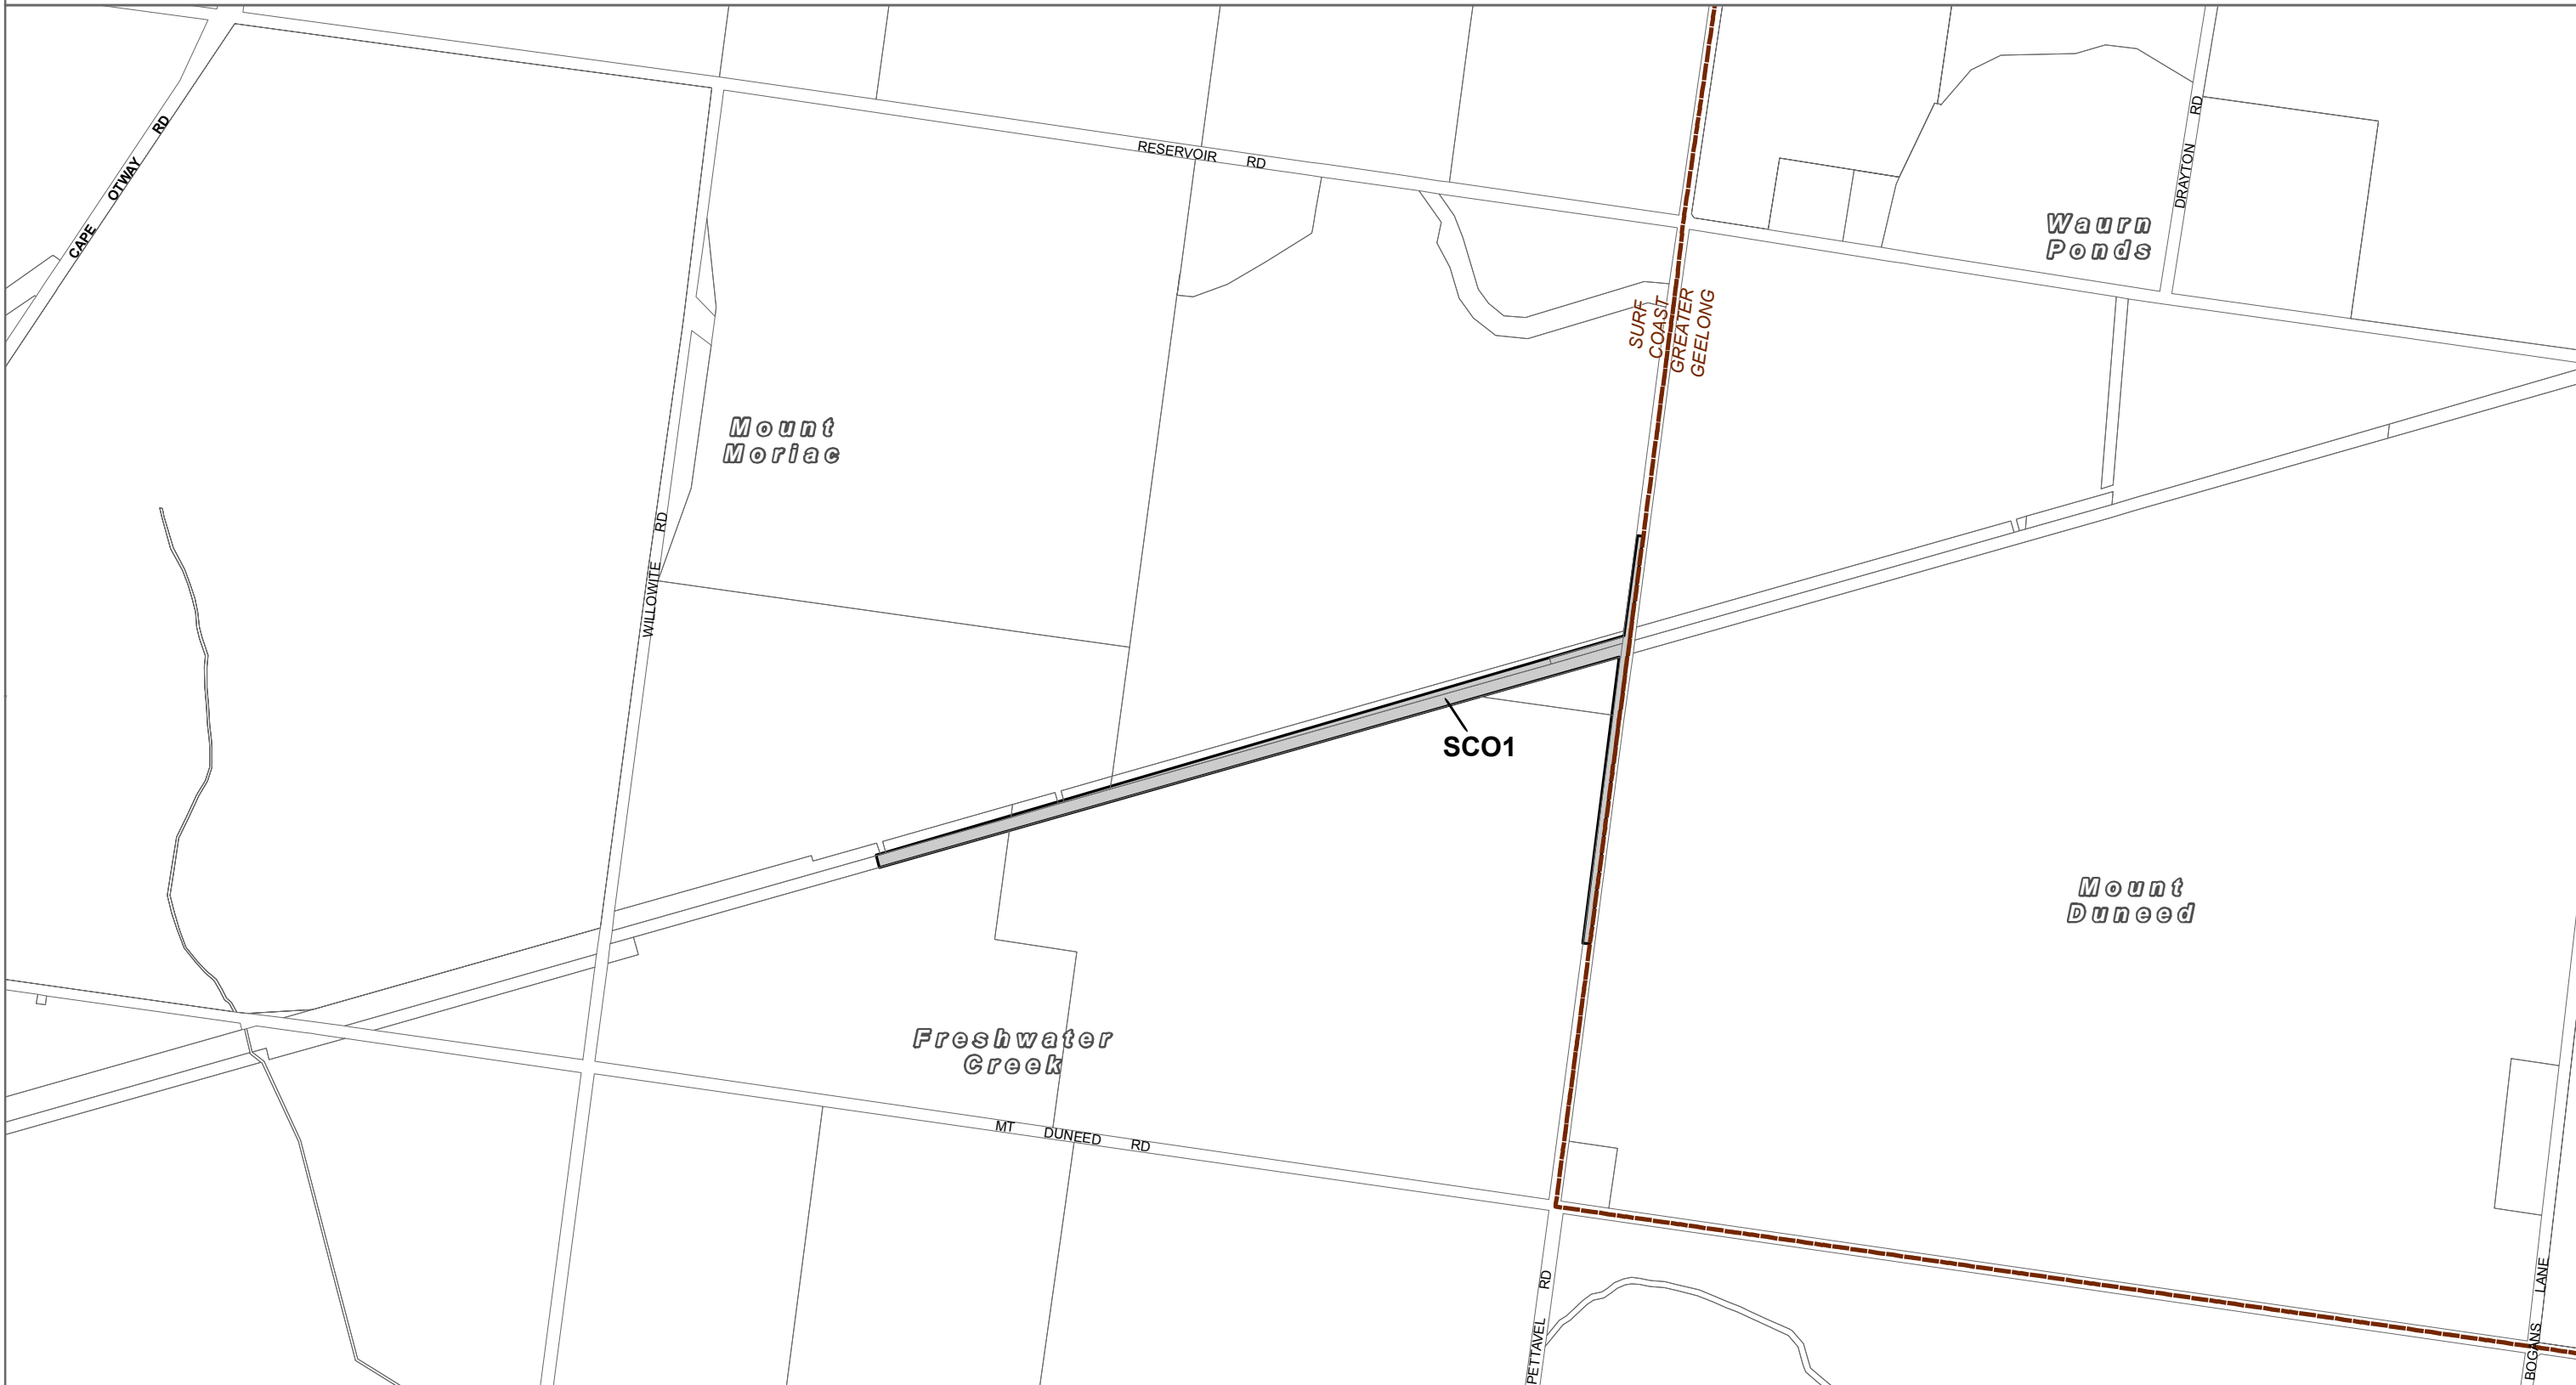 CAPE OTWAY RD
RESERVOIR RD
DRAYTON RD
Waurn
Ponds
SURF
COAST
GREATER
GEELONG
Mount
Moriac
WILLOWITE RD
SCO1
Mount
Duneed
Freshwater
Creek
MT DUNEED RD
PETTAVEL RD
BOGANS LANE